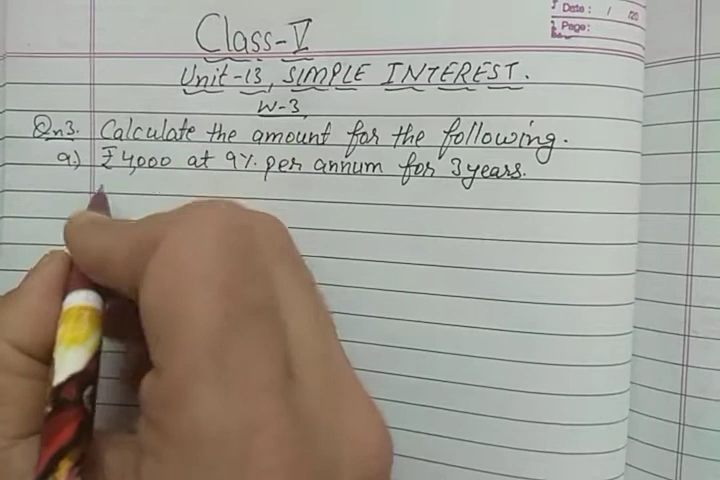 Date: / /20
Page:
Class-V
Unit-13, SIMPLE INTEREST.
W-3
Qn3. Calculate the amount for the following.
a.) ₹4,000 at 9% per annum for 3 years.